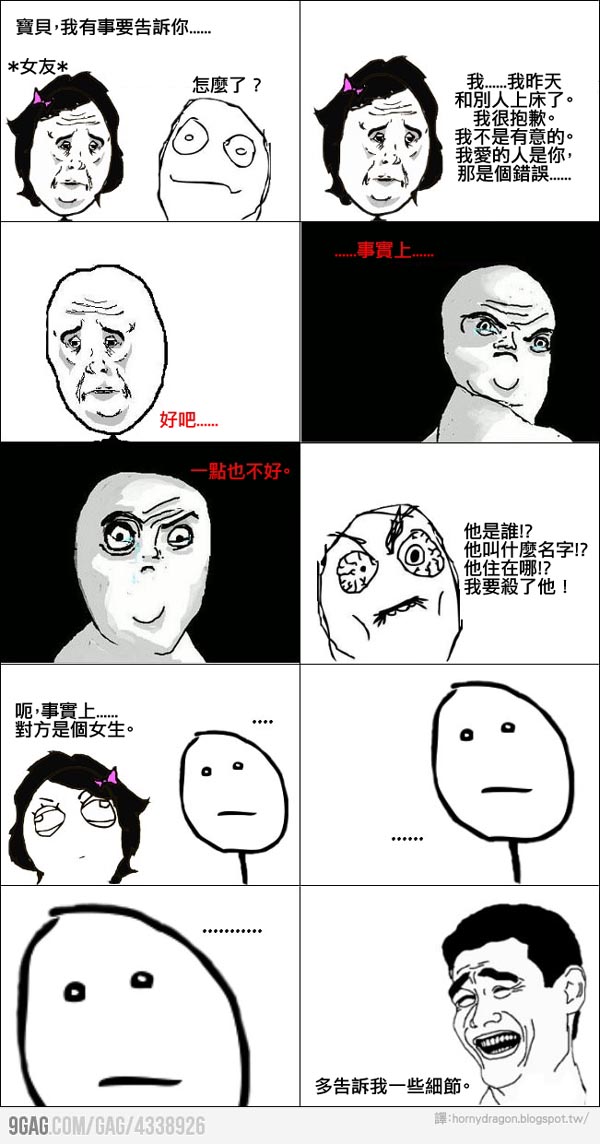 寶貝，我有事要告訴你......
*女友*
怎麼了？
我......我昨天
和別人上床了。
我很抱歉。
我不是有意的。
我愛的人是你，
那是個錯誤......
好吧......
......事實上......
一點也不好。
他是誰!?
他叫什麼名字!?
他住在哪!?
我要殺了他！
呃，事實上......
對方是個女生。
....
......
...........
多告訴我一些細節。
9GAG.COM/GAG/4338926
譯:hornydragon.blogspot.tw/